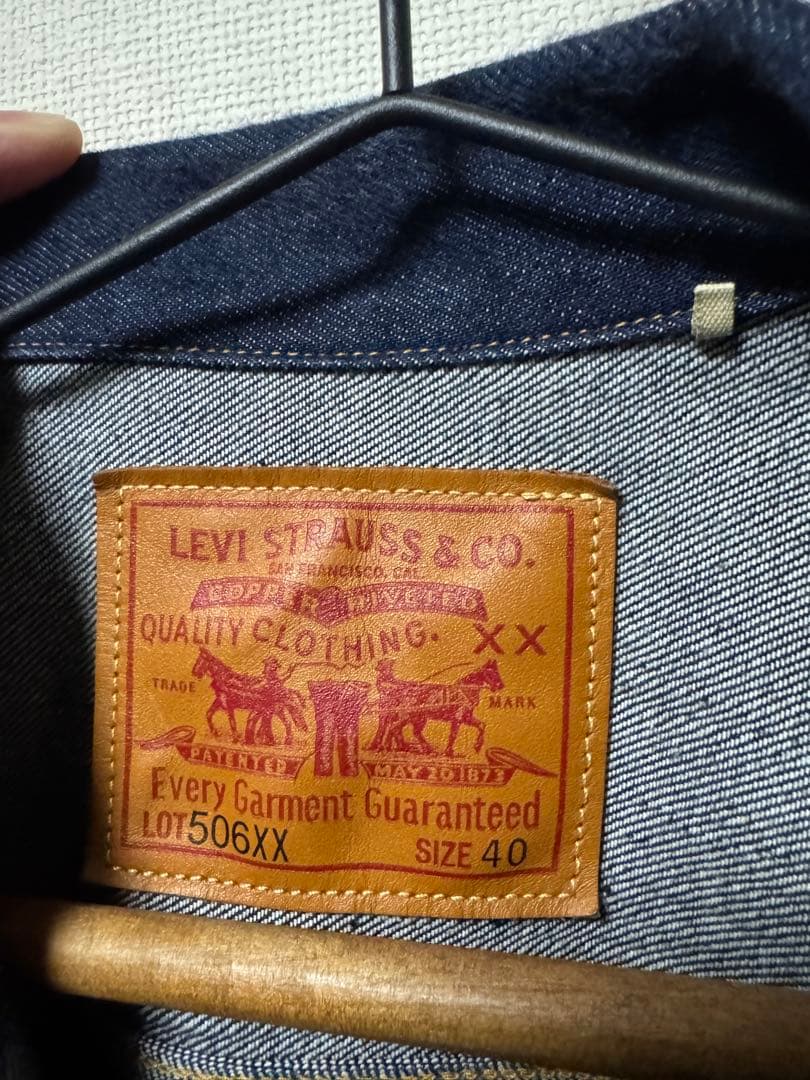 LEVI STRAUSS & CO.
SAN FRANCISCO, CAL.
COPPER RIVETED
QUALITY CLOTHING. XX
TRADE MARK
PATENTED MAY 20 1873
Every Garment Guaranteed
LOT 506XX SIZE 40